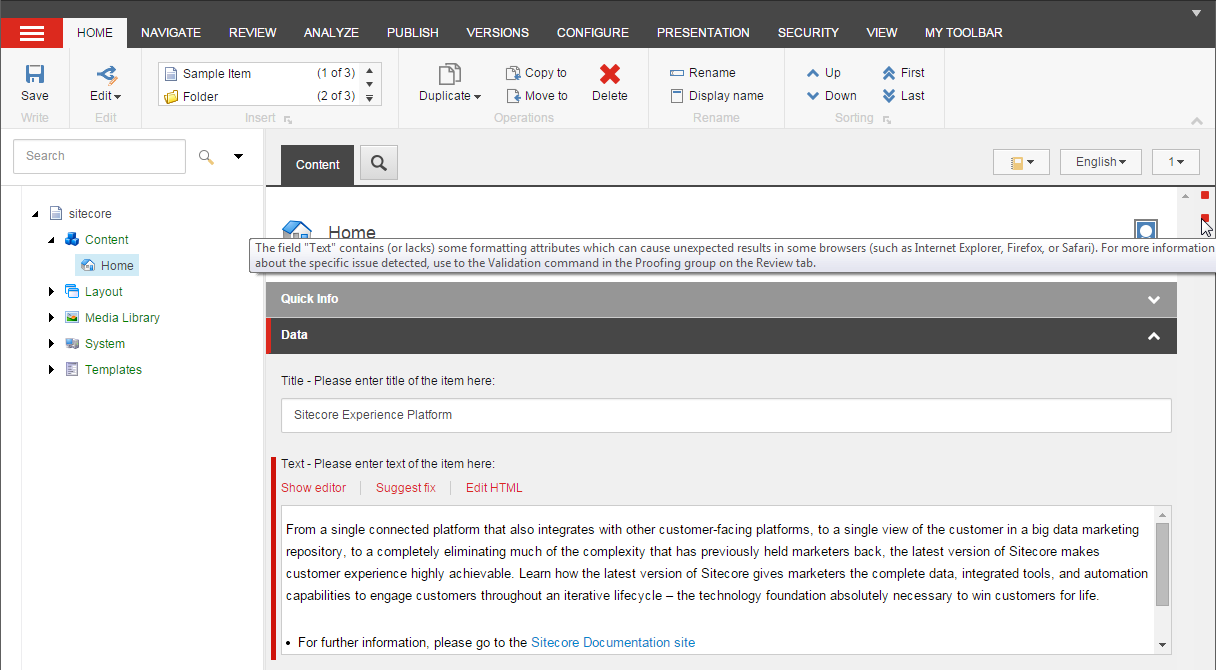 HOME NAVIGATE REVIEW ANALYZE PUBLISH VERSIONS CONFIGURE PRESENTATION SECURITY VIEW MY TOOLBAR
Save
Write
Edit
Edit
Sample Item (1 of 3)
Folder (2 of 3)
Insert
Duplicate
Copy to
Move to
Delete
Operations
Rename
Display name
Rename
Up
Down
First
Last
Sorting
Search
sitecore
Content
Home
Layout
Media Library
System
Templates
Content
English
1
Home
The field "Text" contains (or lacks) some formatting attributes which can cause unexpected results in some browsers (such as Internet Explorer, Firefox, or Safari). For more information
about the specific issue detected, use to the Validation command in the Proofing group on the Review tab.
Quick Info
Data
Title - Please enter title of the item here:
Sitecore Experience Platform
Text - Please enter text of the item here:
Show editor Suggest fix Edit HTML
From a single connected platform that also integrates with other customer-facing platforms, to a single view of the customer in a big data marketing
repository, to a completely eliminating much of the complexity that has previously held marketers back, the latest version of Sitecore makes
customer experience highly achievable. Learn how the latest version of Sitecore gives marketers the complete data, integrated tools, and automation
capabilities to engage customers throughout an iterative lifecycle – the technology foundation absolutely necessary to win customers for life.
• For further information, please go to the Sitecore Documentation site